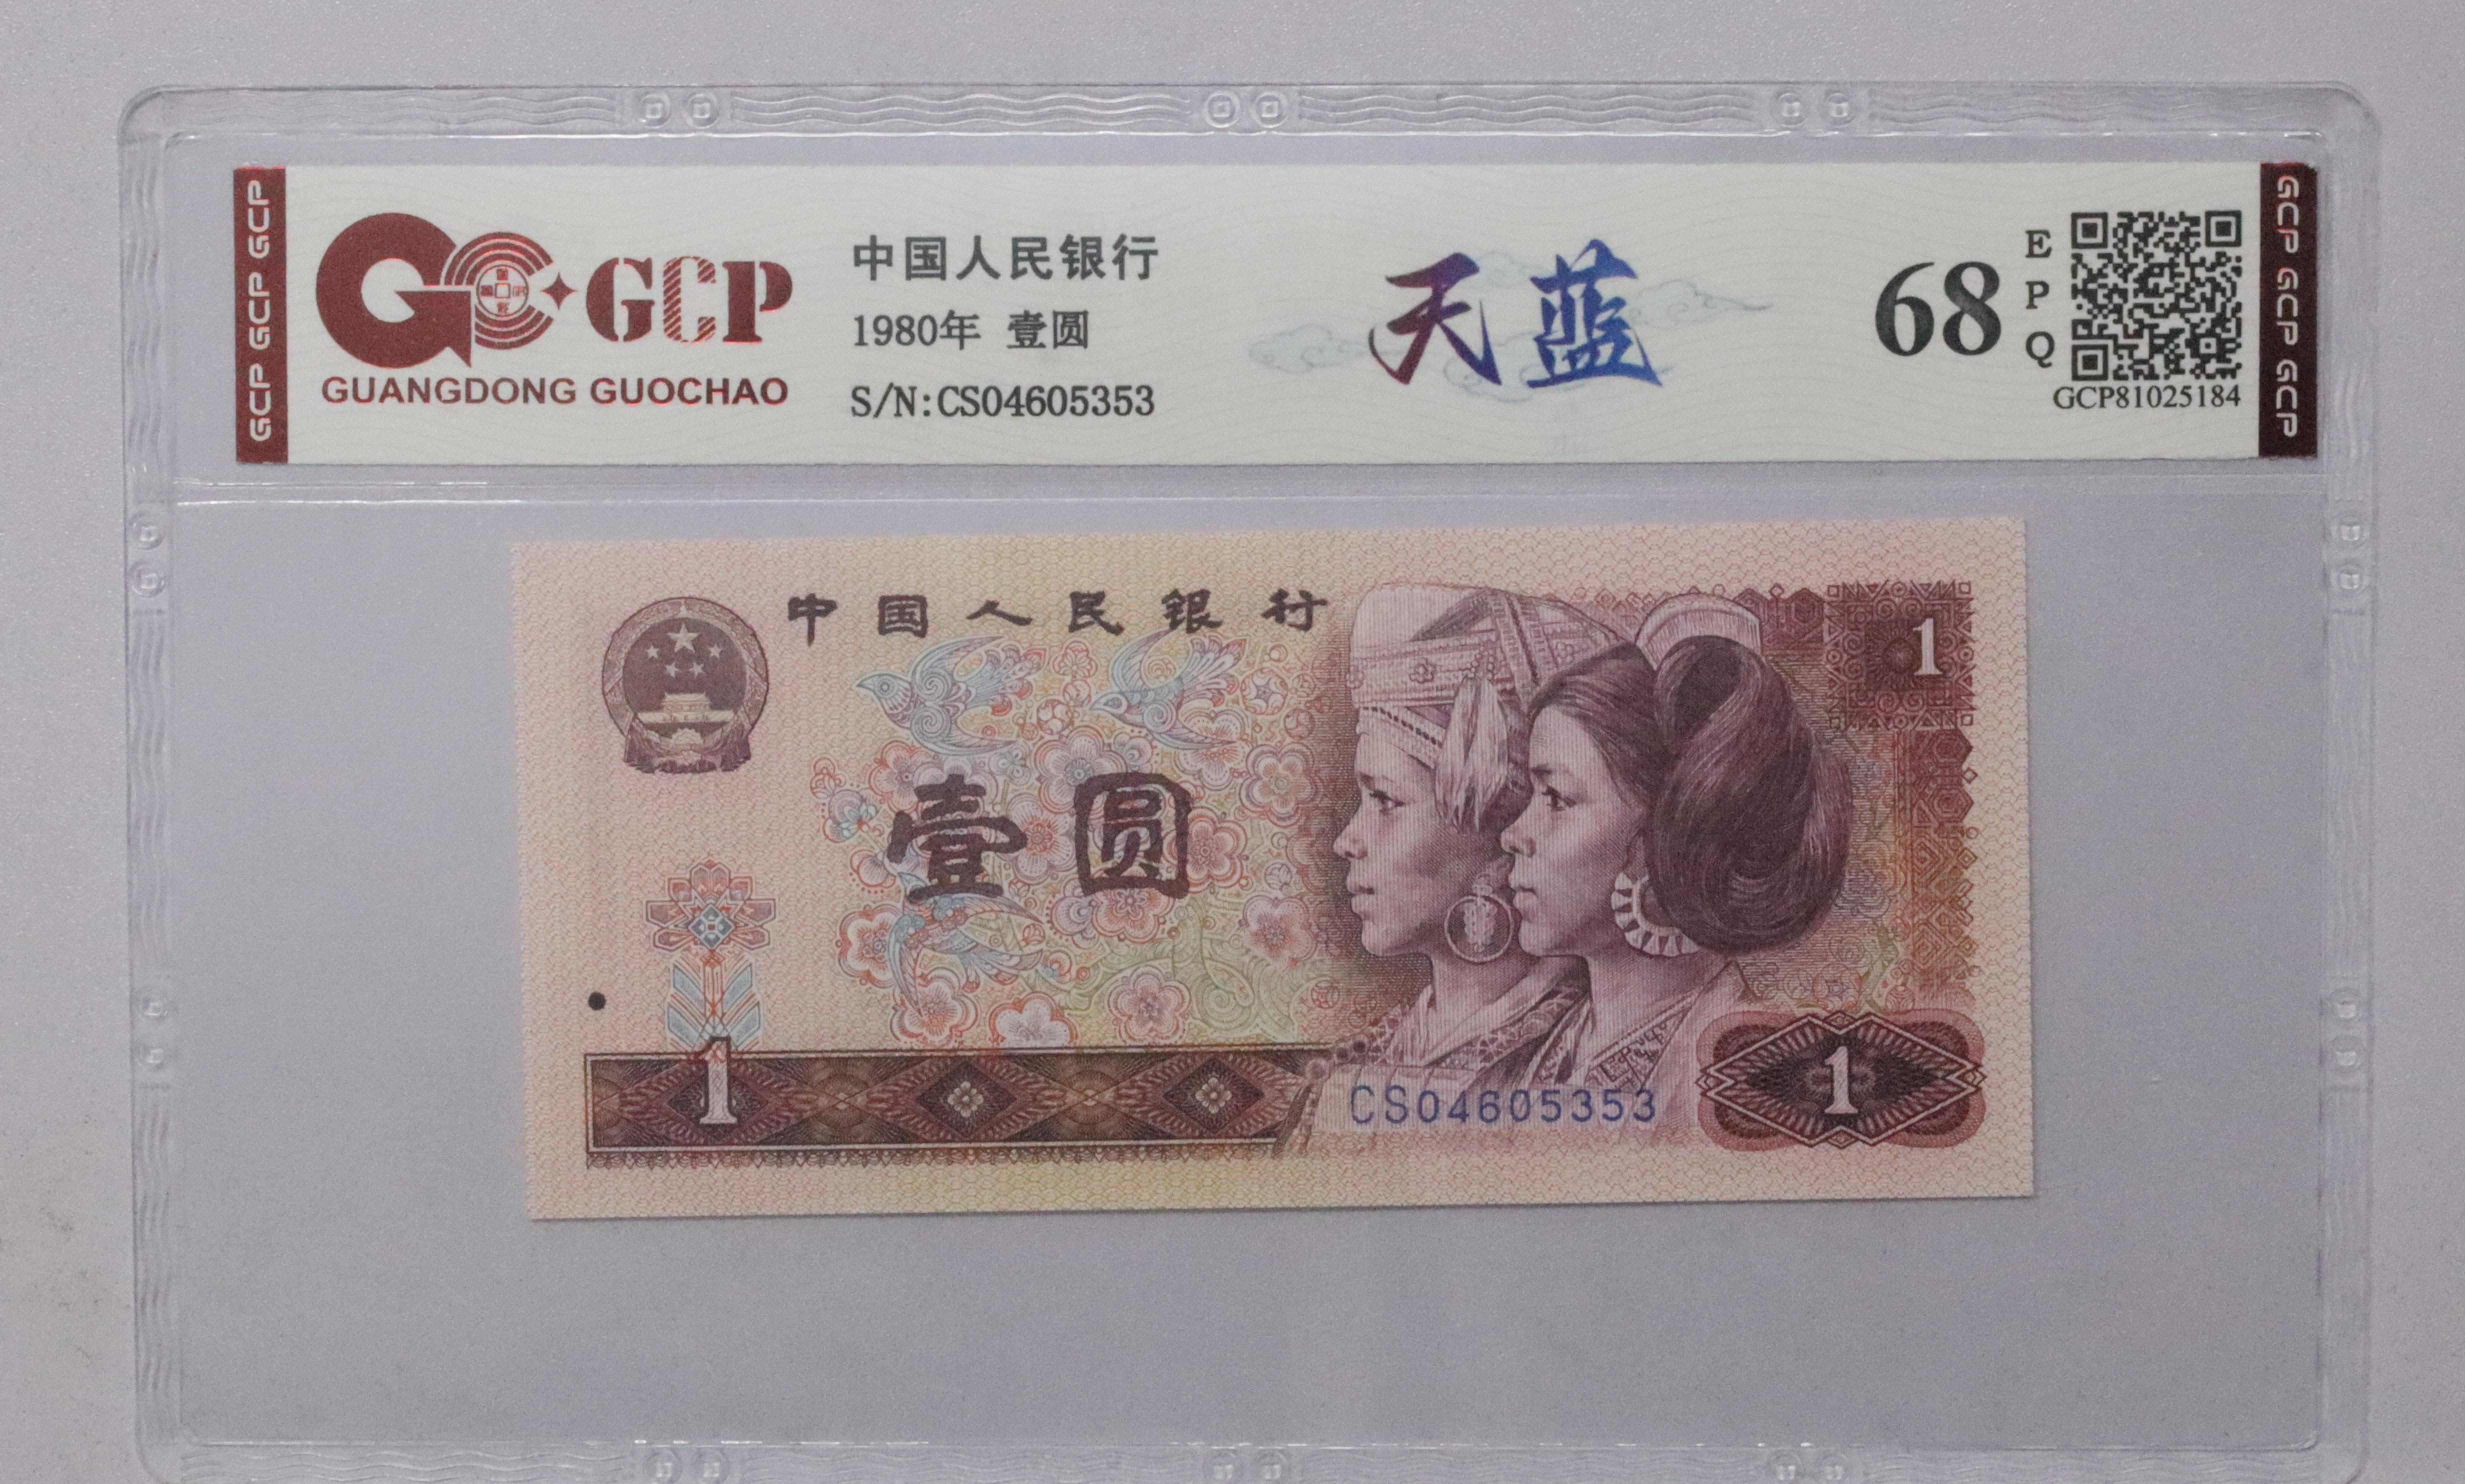 GCP GCP GCP
GCP
GUANGDONG GUOCHAO
中国人民银行
1980年 壹圆
S/N:CS04605353
天蓝
68
EPQ
GCP81025184
GCP GCP GCP
中国人民银行
1
壹圆
1
CS04605353
1